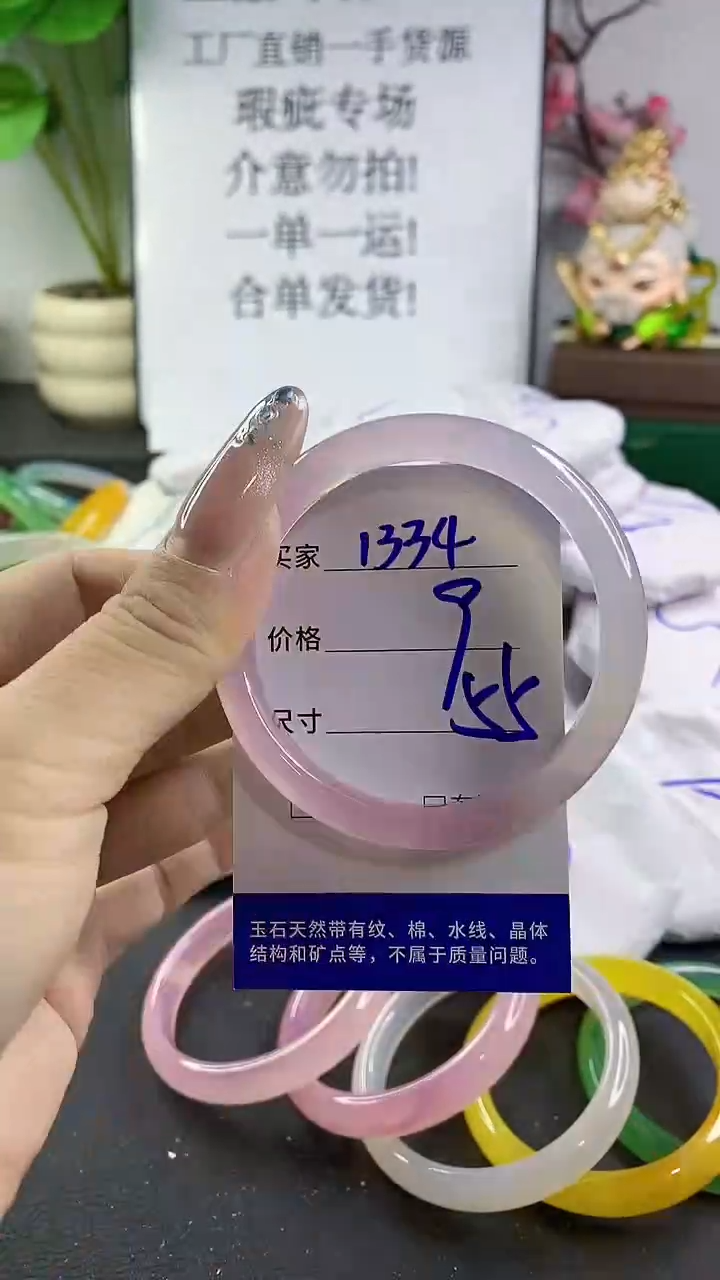 工厂直销一手货源
瑕疵专场
介意勿拍!
一单一运!
合单发货!
买家 1334
价格 9
尺寸 55
玉石天然带有纹、棉、水线、晶体
结构和矿点等，不属于质量问题。